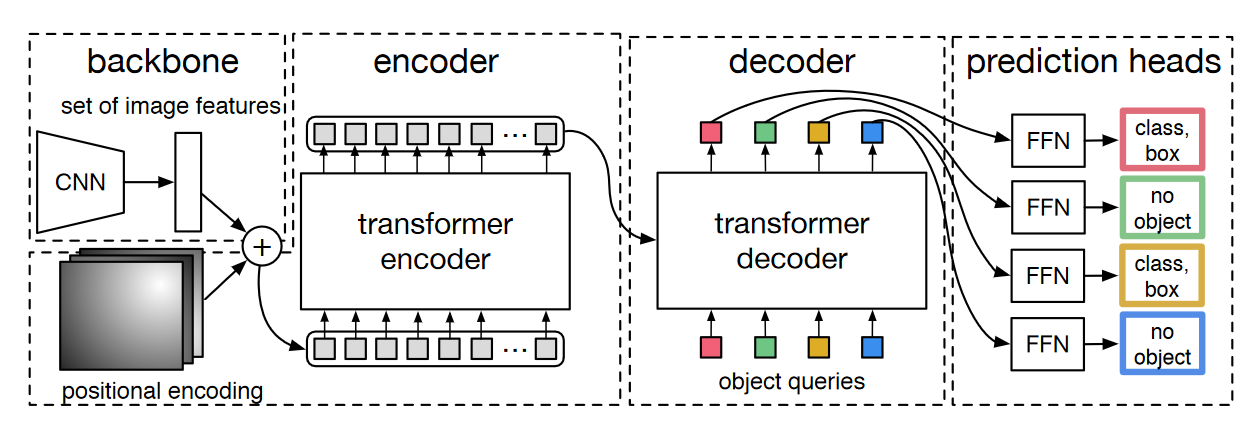 backbone
set of image features
CNN
+
positional encoding
encoder
...
transformer
encoder
...
decoder
transformer
decoder
object queries
prediction heads
FFN
class,
box
FFN
no
object
FFN
class,
box
FFN
no
object